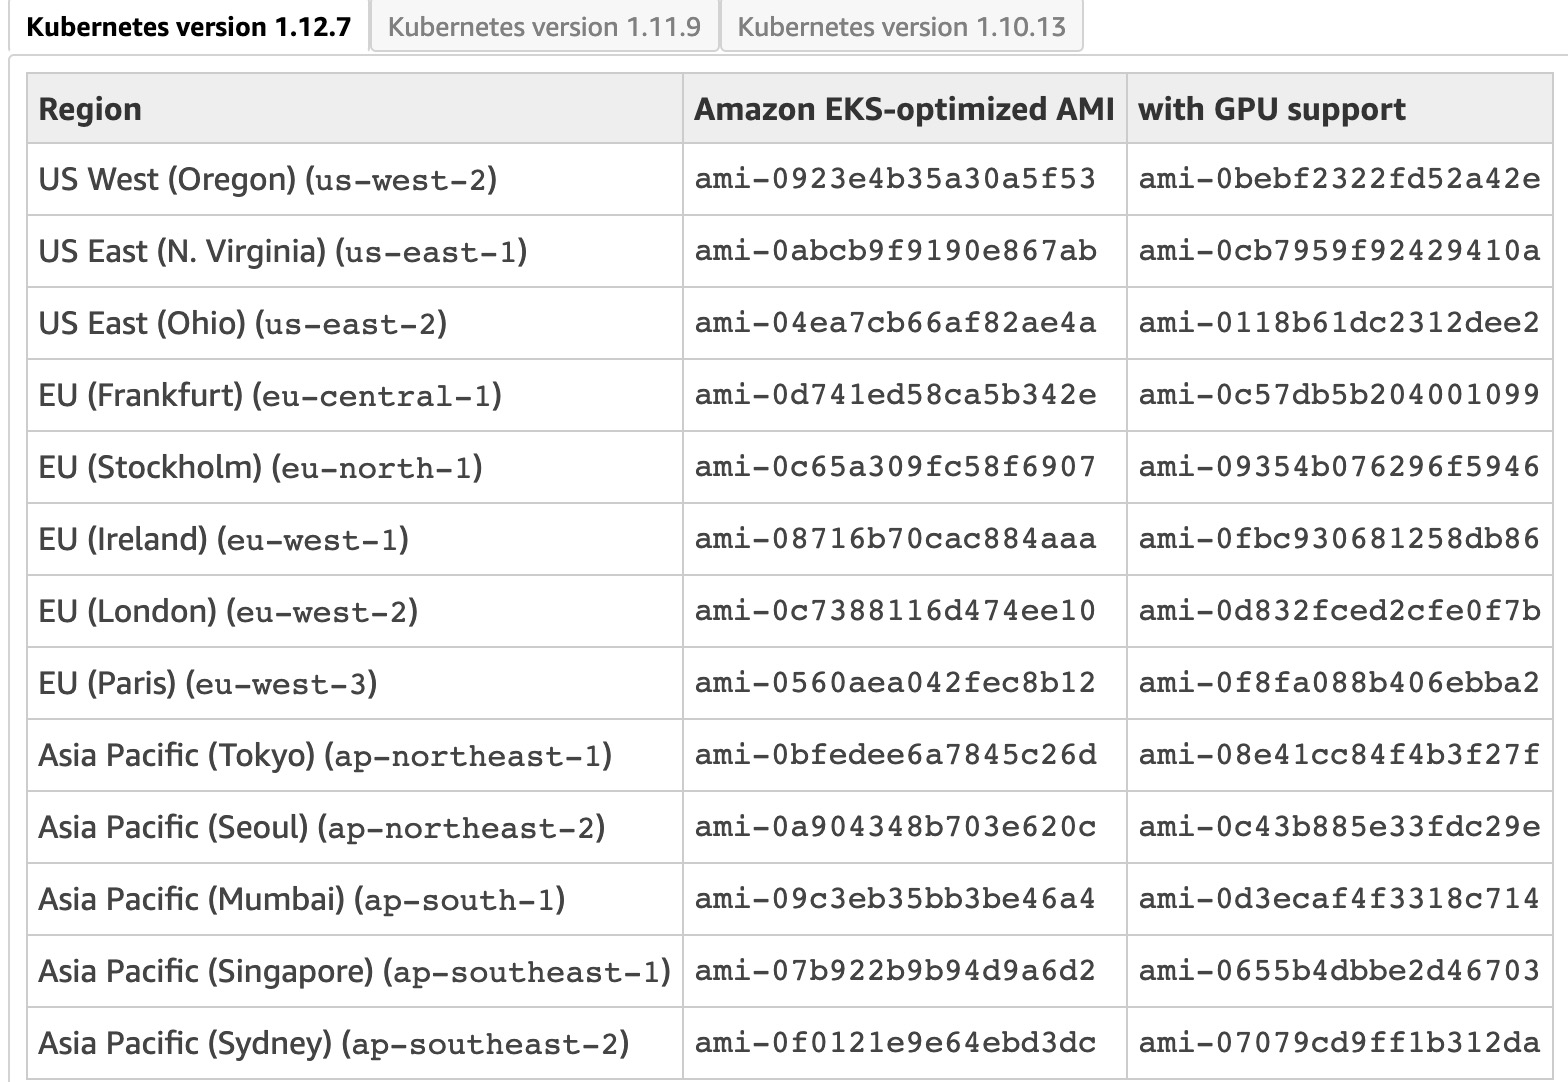 Kubernetes version 1.12.7 Kubernetes version 1.11.9 Kubernetes version 1.10.13
Region Amazon EKS-optimized AMI with GPU support
US West (Oregon) (us-west-2) ami-0923e4b35a30a5f53 ami-0bebf2322fd52a42e
US East (N. Virginia) (us-east-1) ami-0abcb9f9190e867ab ami-0cb7959f92429410a
US East (Ohio) (us-east-2) ami-04ea7cb66af82ae4a ami-0118b61dc2312dee2
EU (Frankfurt) (eu-central-1) ami-0d741ed58ca5b342e ami-0c57db5b204001099
EU (Stockholm) (eu-north-1) ami-0c65a309fc58f6907 ami-09354b076296f5946
EU (Ireland) (eu-west-1) ami-08716b70cac884aaa ami-0fbc930681258db86
EU (London) (eu-west-2) ami-0c7388116d474ee10 ami-0d832fced2cfe0f7b
EU (Paris) (eu-west-3) ami-0560aea042fec8b12 ami-0f8fa088b406ebba2
Asia Pacific (Tokyo) (ap-northeast-1) ami-0bfedee6a7845c26d ami-08e41cc84f4b3f27f
Asia Pacific (Seoul) (ap-northeast-2) ami-0a904348b703e620c ami-0c43b885e33fdc29e
Asia Pacific (Mumbai) (ap-south-1) ami-09c3eb35bb3be46a4 ami-0d3ecaf4f3318c714
Asia Pacific (Singapore) (ap-southeast-1) ami-07b922b9b94d9a6d2 ami-0655b4dbbe2d46703
Asia Pacific (Sydney) (ap-southeast-2) ami-0f0121e9e64ebd3dc ami-07079cd9ff1b312da